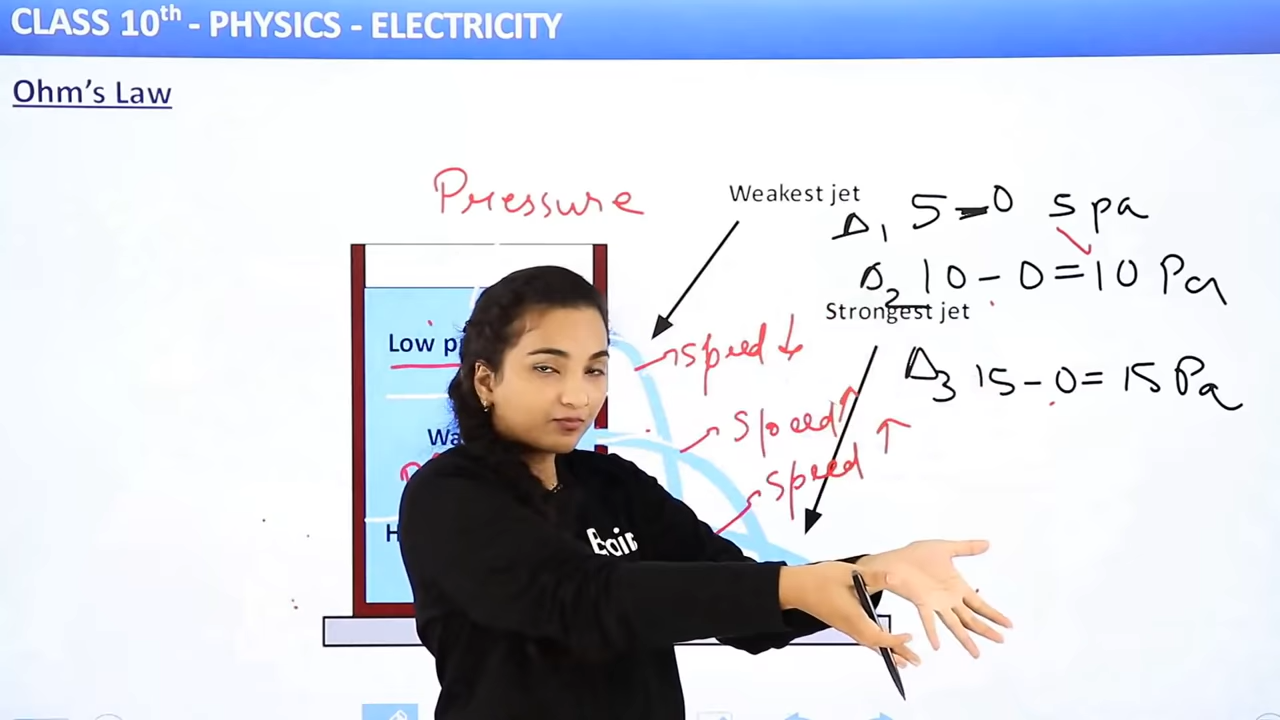 CLASS 10th - PHYSICS - ELECTRICITY
Ohm's Law
Pressure
Weakest jet
Δ1 5-0 5 pa
Δ2 10-0=10 Pa
Strongest jet
Low
speed ↓
Δ3 15-0=15 Pa
speed ↑
speed ↑